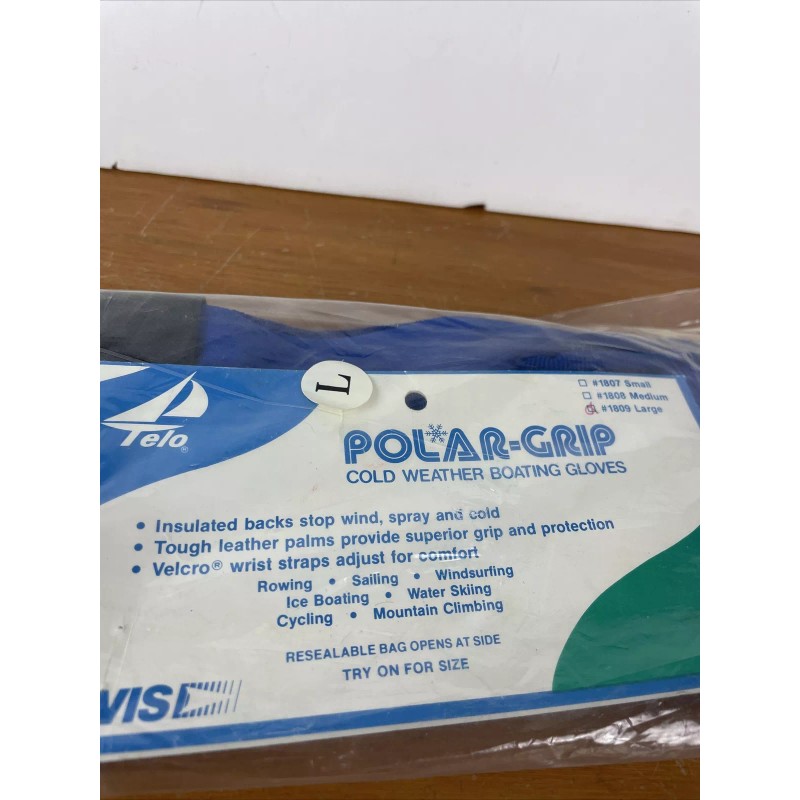 L
#1807 Small
#1808 Medium
#1809 Large
Telo®
POLAR-GRIP
COLD WEATHER BOATING GLOVES
• Insulated backs stop wind, spray and cold
• Tough leather palms provide superior grip and protection
• Velcro® wrist straps adjust for comfort
Rowing • Sailing • Windsurfing
Ice Boating • Water Skiing
Cycling • Mountain Climbing
RESEALABLE BAG OPENS AT SIDE
TRY ON FOR SIZE